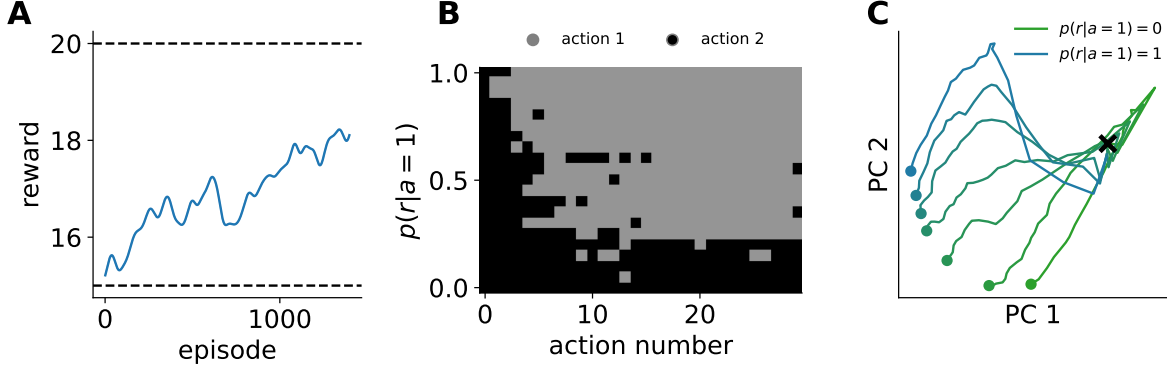 A
20
18
16
reward
0
1000
episode
B
action 1
action 2
1.0
0.5
0.0
p(r|a = 1)
0
10
20
action number
C
p(r|a = 1) = 0
p(r|a = 1) = 1
PC 2
PC 1